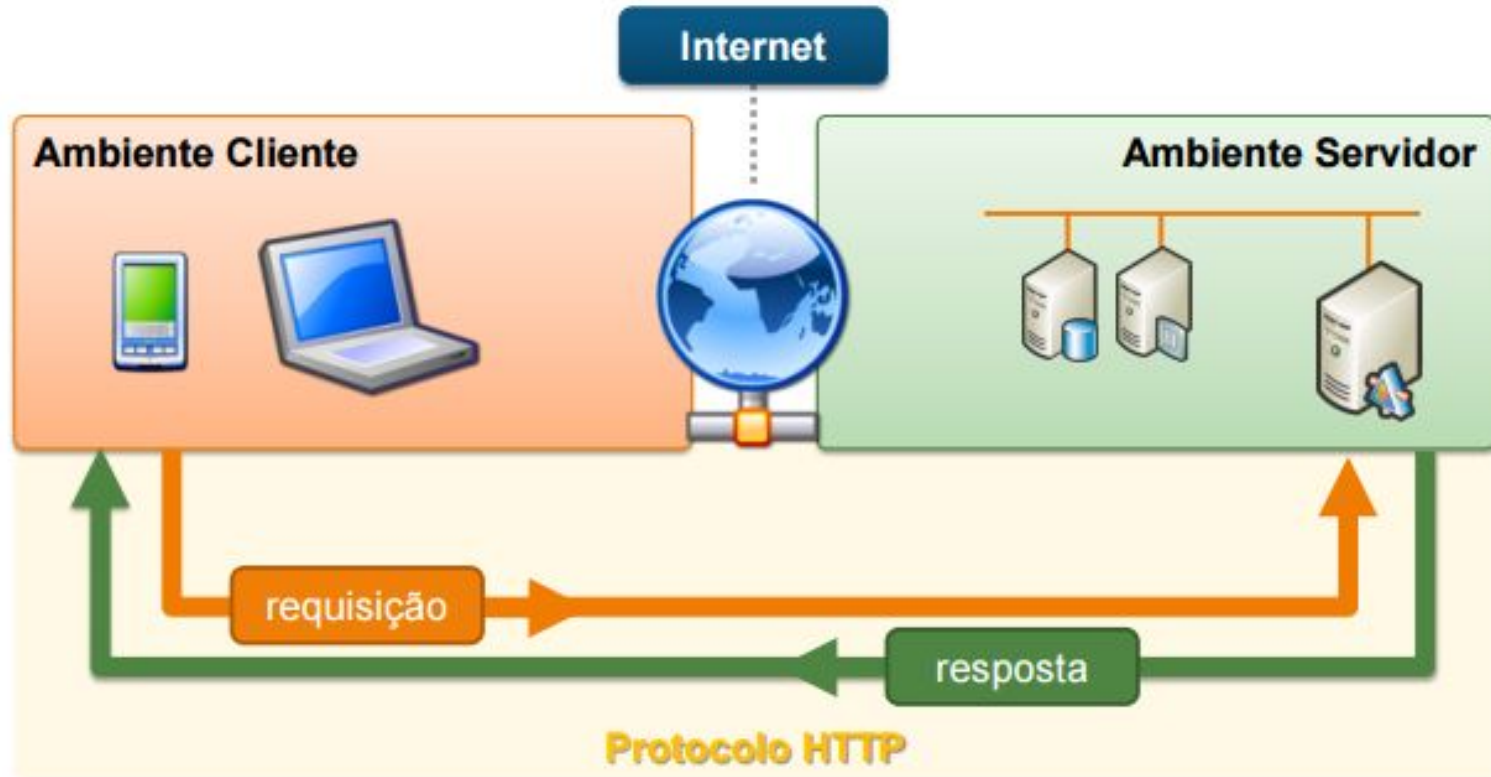 Internet
Ambiente Cliente
Ambiente Servidor
requisição
resposta
Protocolo HTTP